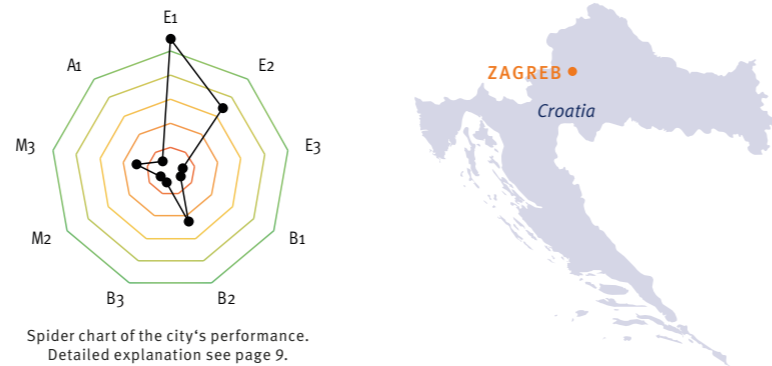 E1
A1
E2
M3
E3
M2
B1
B3
B2
Spider chart of the city‘s performance.
Detailed explanation see page 9.
ZAGREB
Croatia